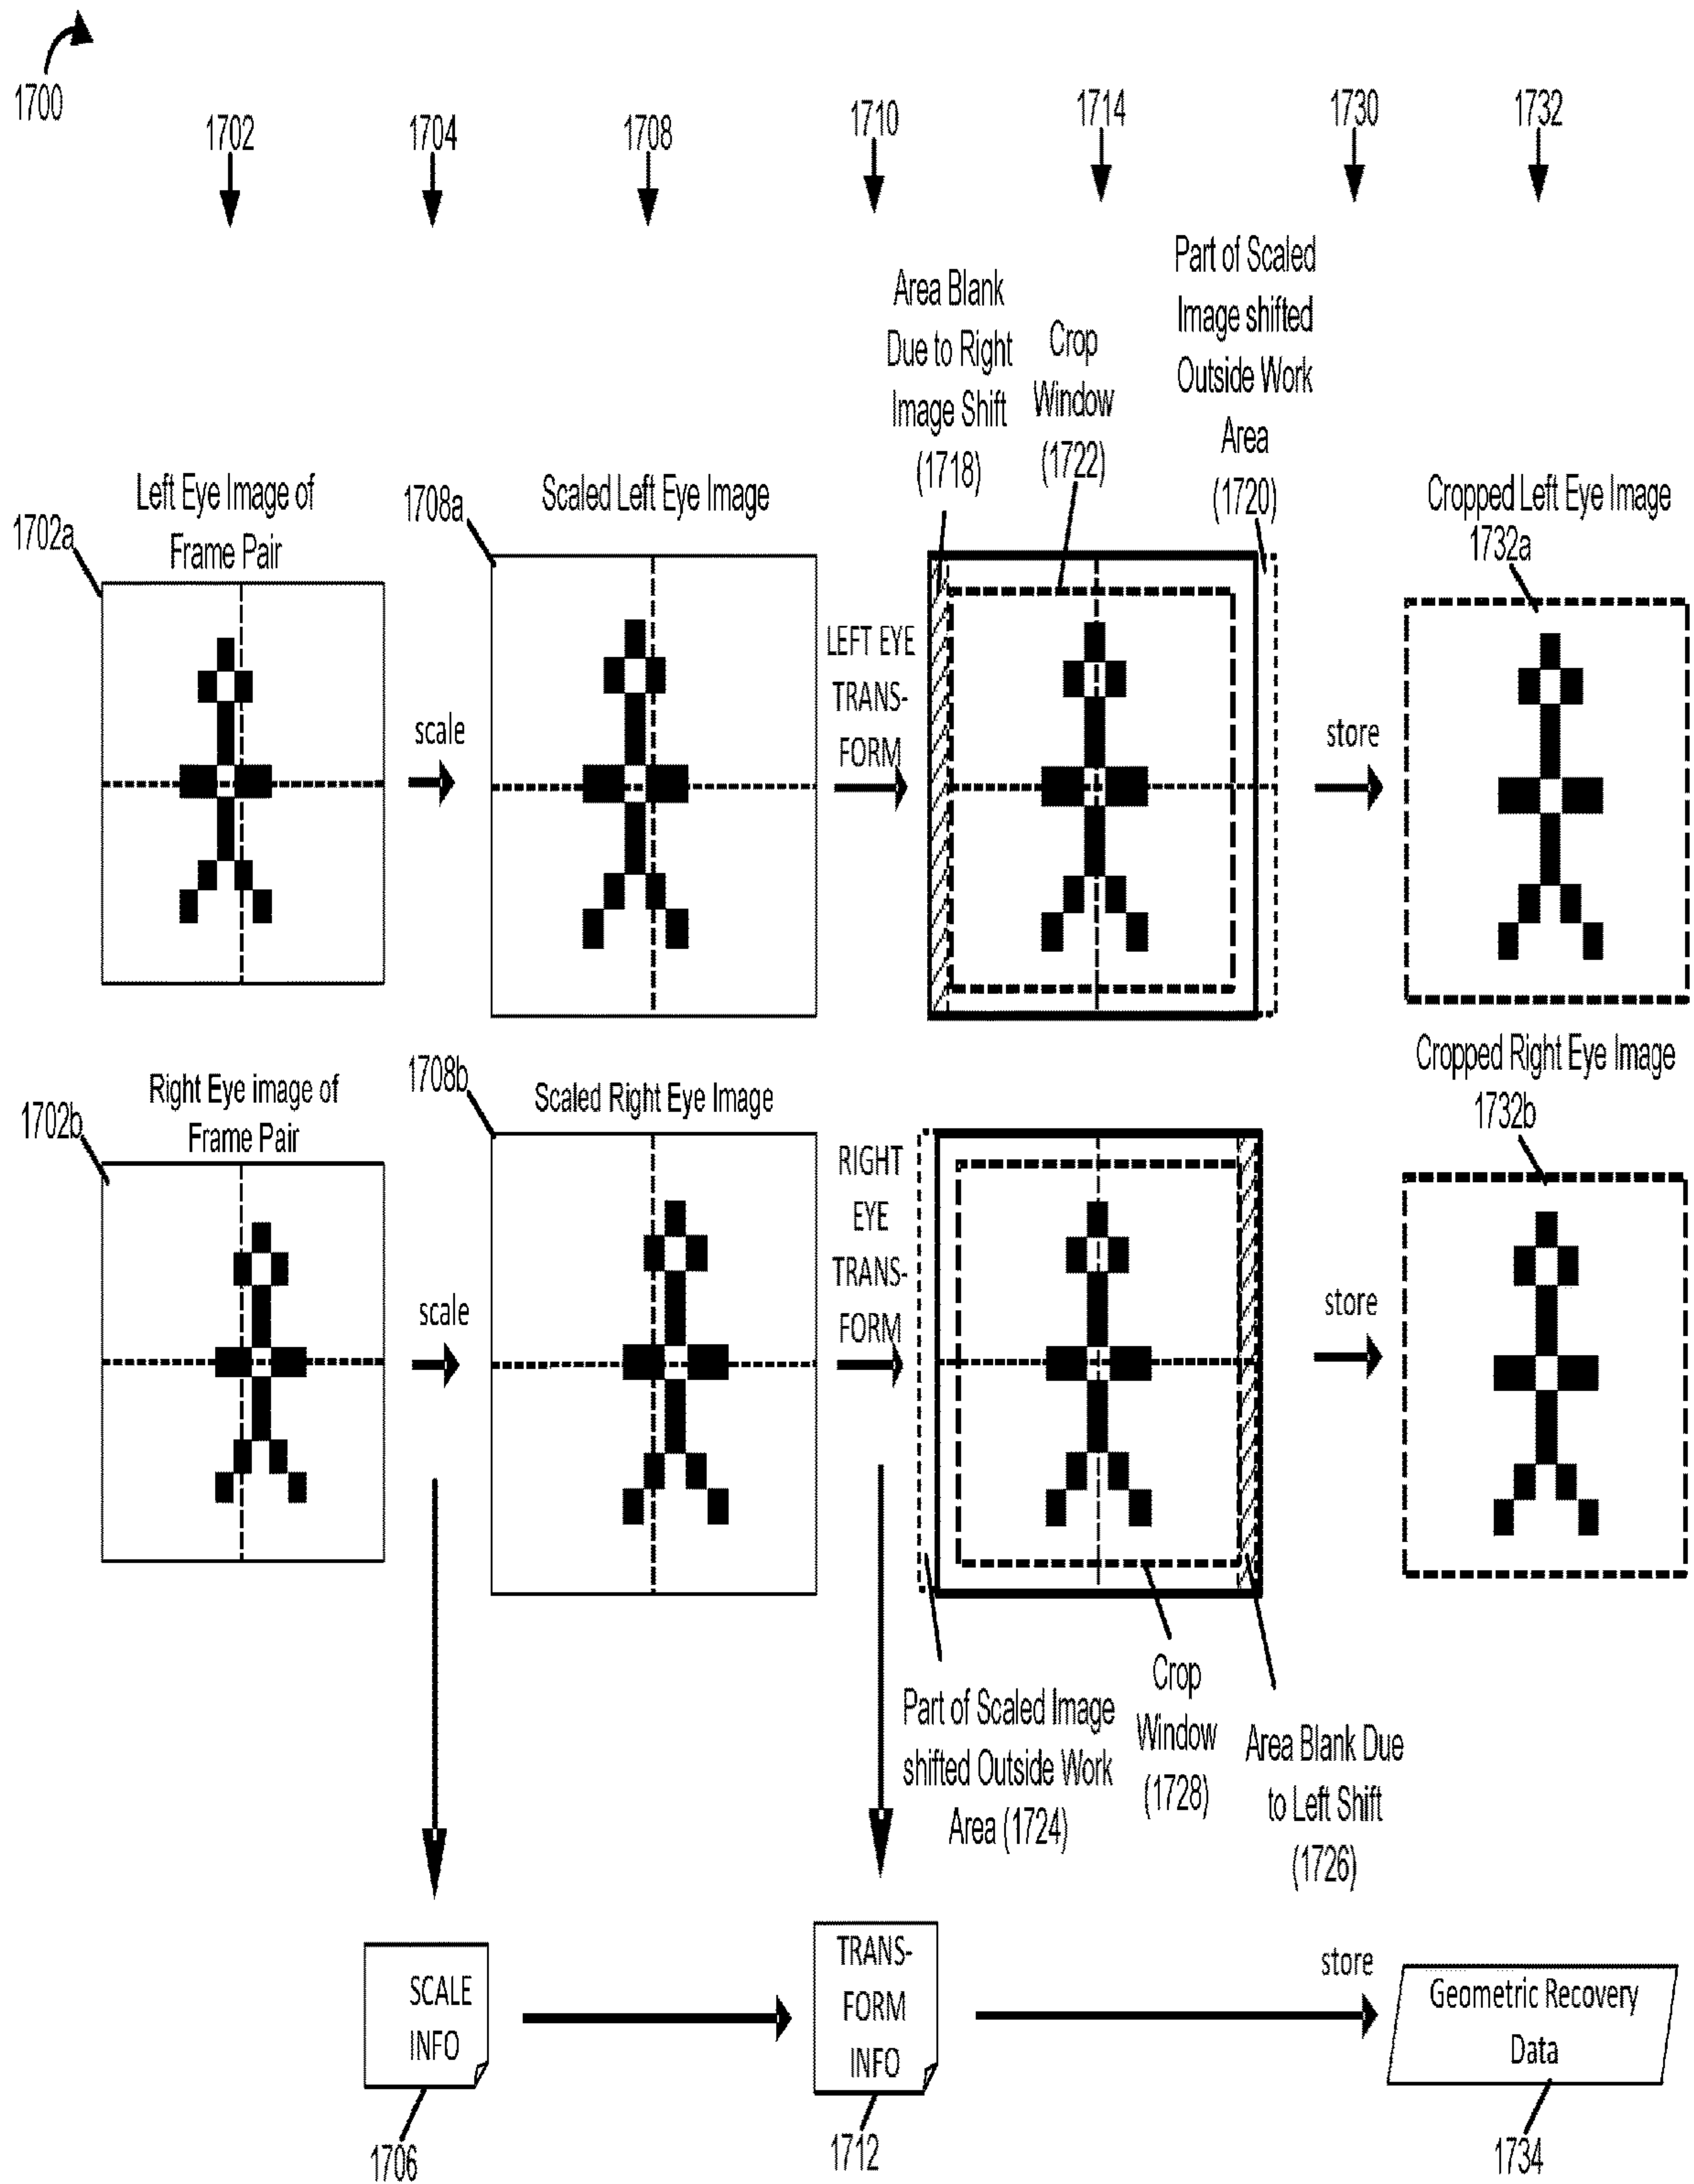 1700
1702
1704
1708
1710
1714
1730
1732
Area Blank
Due to Right
Image Shift
(1718)
Crop
Window
(1722)
Part of Scaled
Image shifted
Outside Work
Area
(1720)
1702a
Left Eye Image of
Frame Pair
1708a
Scaled Left Eye Image
Cropped Left Eye Image
1732a
scale
LEFT EYE
TRANS-
FORM
store
1702b
Right Eye image of
Frame Pair
1708b
Scaled Right Eye Image
Cropped Right Eye Image
1732b
scale
RIGHT
EYE
TRANS-
FORM
store
Part of Scaled Image
shifted Outside Work
Area (1724)
Crop
Window
(1728)
Area Blank Due
to Left Shift
(1726)
SCALE
INFO
1706
TRANS-
FORM
INFO
1712
store
Geometric Recovery
Data
1734